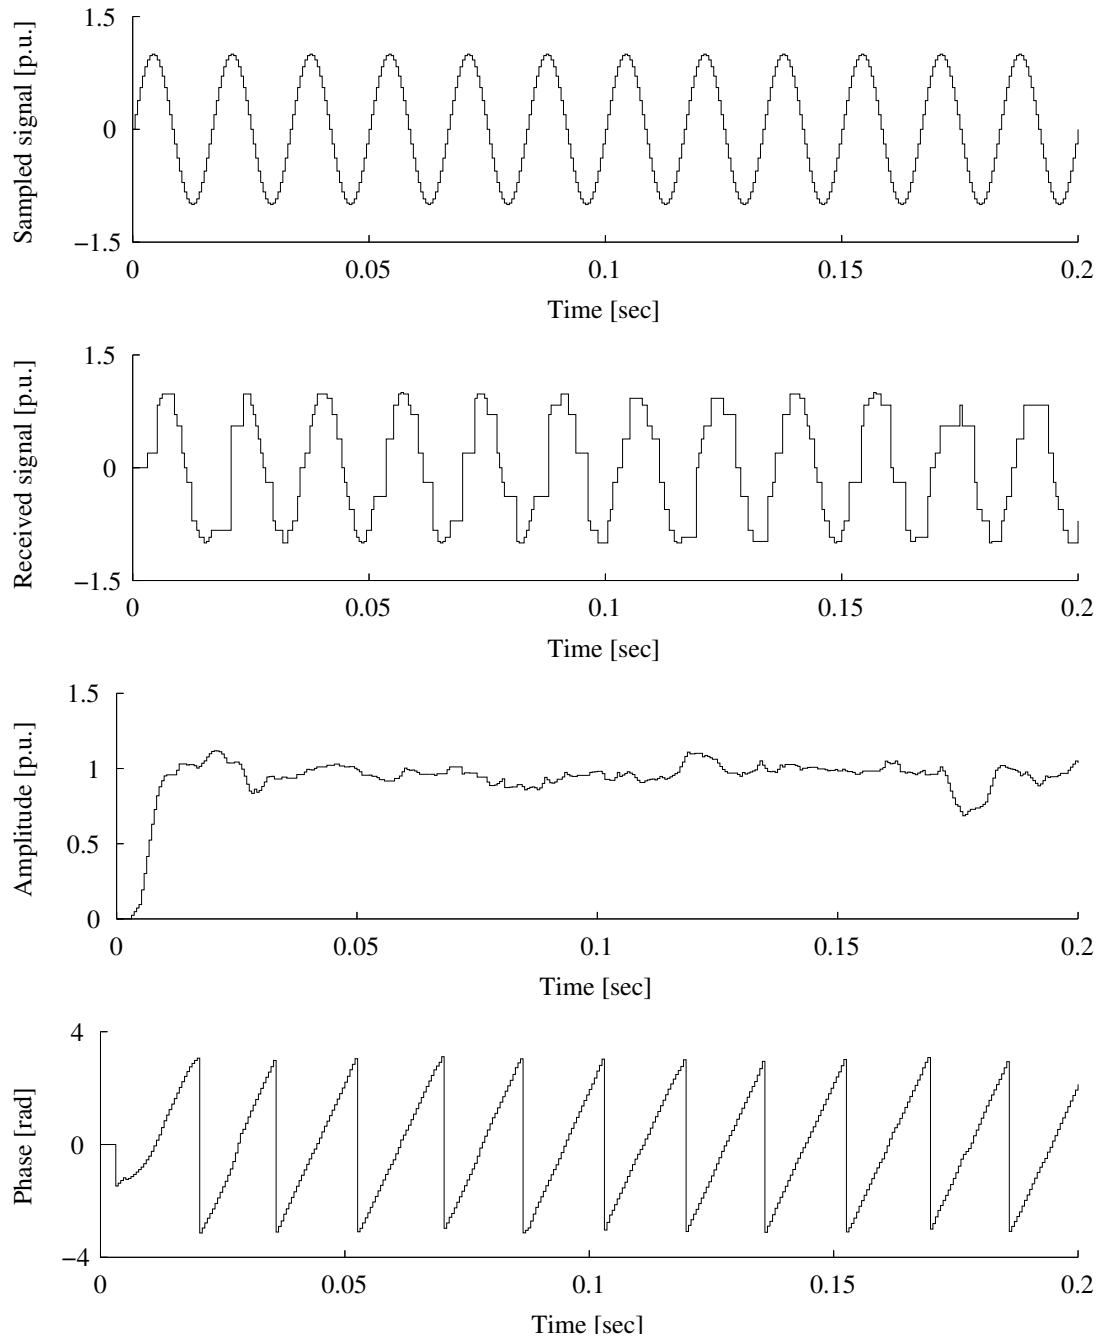 Sampled signal [p.u.]
1.5
0
−1.5
0 0.05 0.1 0.15 0.2
Time [sec]
Received signal [p.u.]
1.5
0
−1.5
0 0.05 0.1 0.15 0.2
Time [sec]
Amplitude [p.u.]
1.5
1
0.5
0
0 0.05 0.1 0.15 0.2
Time [sec]
Phase [rad]
4
0
−4
0 0.05 0.1 0.15 0.2
Time [sec]